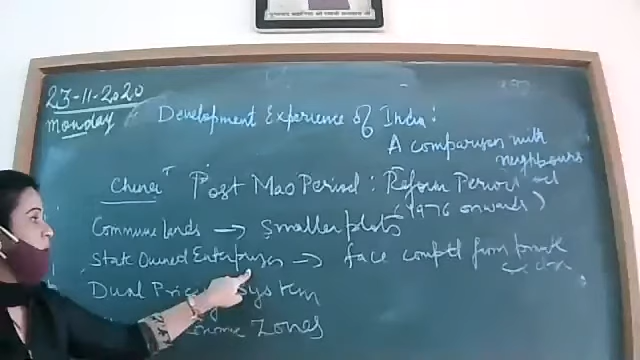 23-11-2020
Monday
Development Experience of India:
A comparison with
neighbours
China Post Mao Period: Reform Period
(1976 onwards)
Commune lands → Smaller plots
State Owned Enterprises → face compt from private
Dual Pricing System
Zones